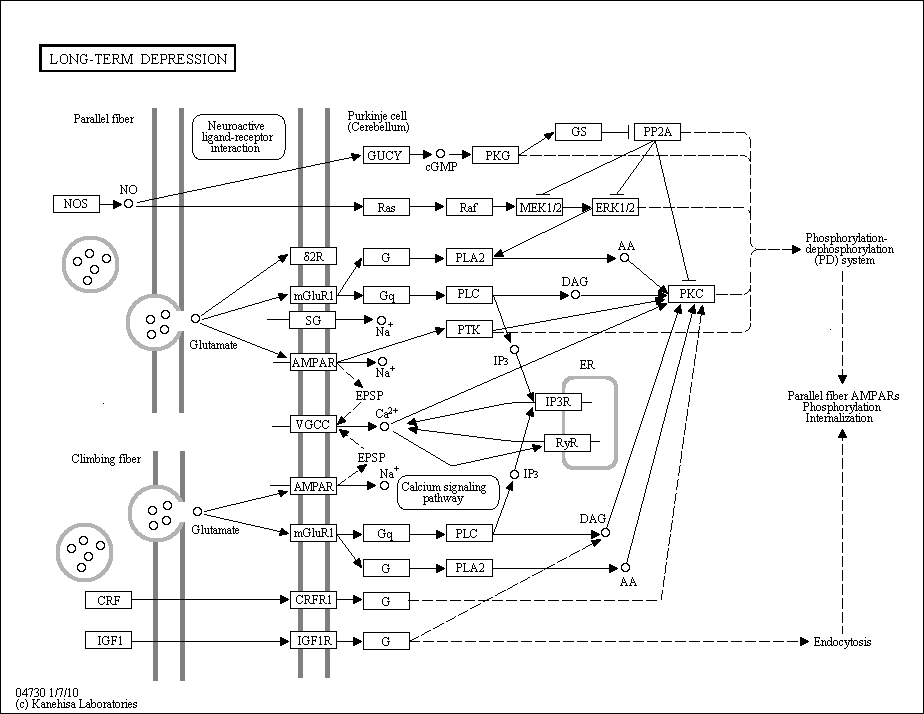 LONG-TERM DEPRESSION
Parallel fiber
Neuroactive
ligand-receptor
interaction
Purkinje cell
(Cerebellum)
GS
PP2A
GUCY
cGMP
PKG
NO
NOS
Ras
Raf
MEK1/2
ERK1/2
δ2R
G
PLA2
AA
Phosphorylation-
dephosphorylation
(PD) system
mGluR1
Gq
PLC
DAG
PKC
SG
Na+
PTK
Glutamate
AMPAR
Na+
IP3
ER
EPSP
IP3R
Parallel fiber AMPARs
Phosphorylation
Internalization
VGCC
Ca2+
RyR
Climbing fiber
EPSP
Na+
IP3
AMPAR
Calcium signaling
pathway
Glutamate
mGluR1
Gq
PLC
DAG
G
PLA2
AA
CRF
CRFR1
G
IGF1
IGF1R
G
Endocytosis
04730 1/7/10
(c) Kanehisa Laboratories